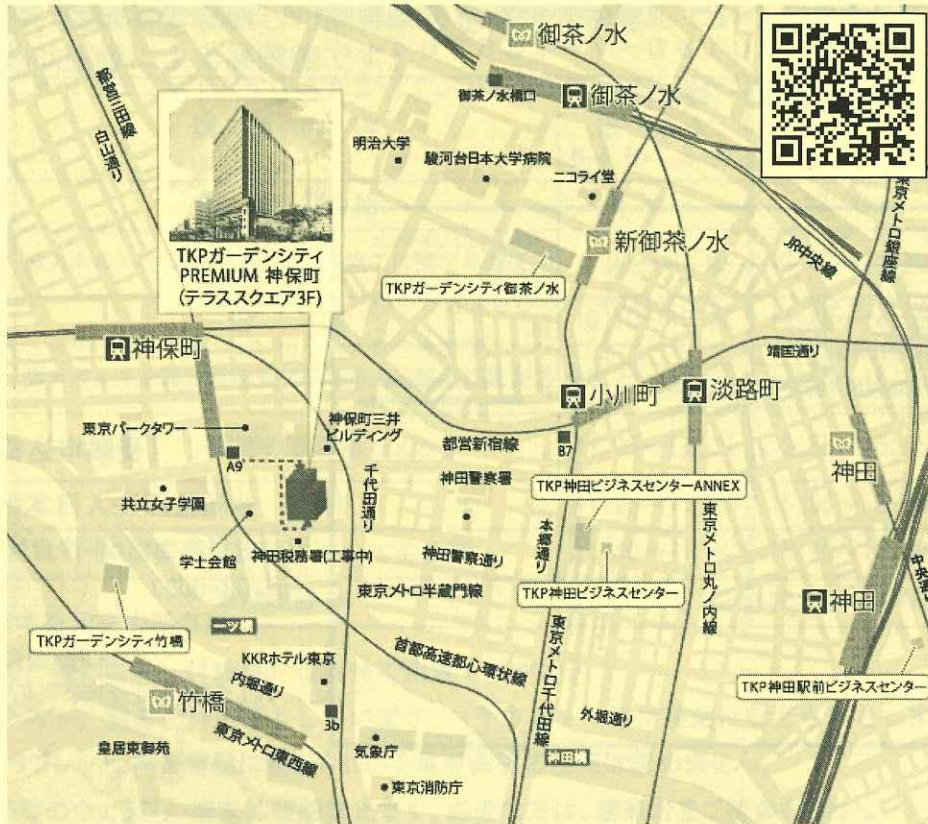 御茶ノ水
御茶ノ水橋口
御茶ノ水
都営三田線
白山通り
明治大学
駿河台日本大学病院
ニコライ堂
新御茶ノ水
TKPガーデンシティ御茶ノ水
JR中央線
東京メトロ銀座線
TKPガーデンシティ
PREMIUM 神保町
(テラススクエア3F)
神保町
靖国通り
小川町
淡路町
東京パークタワー
神保町三井
ビルディング
都営新宿線
B7
A9
千代田通り
神田警察署
TKP神田ビジネスセンターANNEX
神田
共立女子学園
学士会館
神田税務署(工事中)
神田警察通り
本郷通り
東京メトロ丸ノ内線
東京メトロ半蔵門線
TKP神田ビジネスセンター
神田
中央通り
TKPガーデンシティ竹橋
一ツ橋
KKRホテル東京
首都高速都心環状線
東京メトロ千代田線
TKP神田駅前ビジネスセンター
内堀通り
竹橋
3b
外堀通り
皇居東御苑
東京メトロ東西線
気象庁
神田橋
東京消防庁